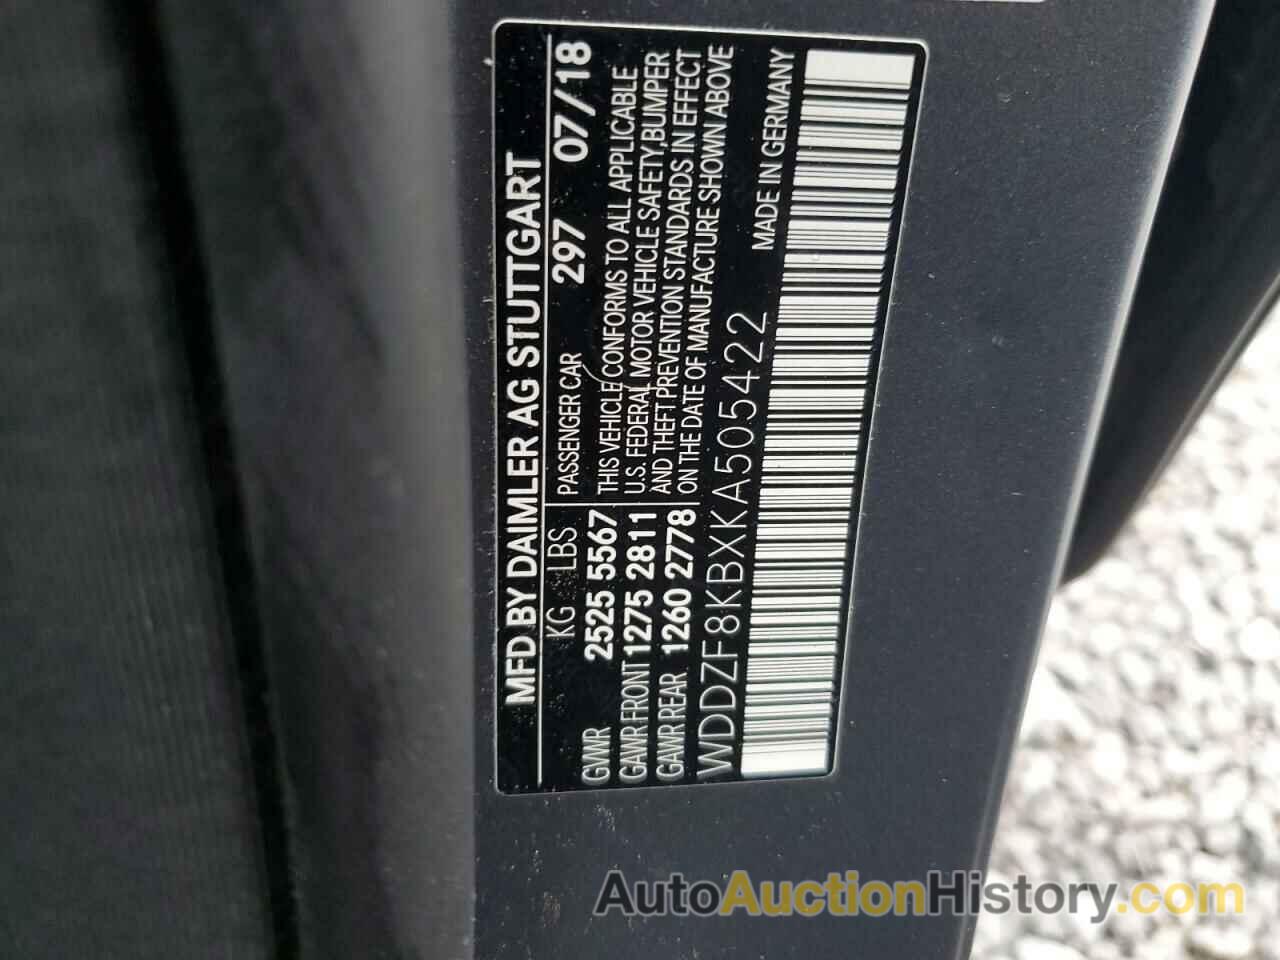 MFD BY DAIMLER AG STUTTGART
KG LBS PASSENGER CAR 297 07/18
GVWR 2525 5567 THIS VEHICLE CONFORMS TO ALL APPLICABLE
GAWR FRONT 1275 2811 U.S. FEDERAL MOTOR VEHICLE SAFETY,BUMPER
GAWR REAR 1260 2778 AND THEFT PREVENTION STANDARDS IN EFFECT
ON THE DATE OF MANUFACTURE SHOWN ABOVE
WDDZF8KBXKA505422 MADE IN GERMANY
AutoAuctionHistory.com